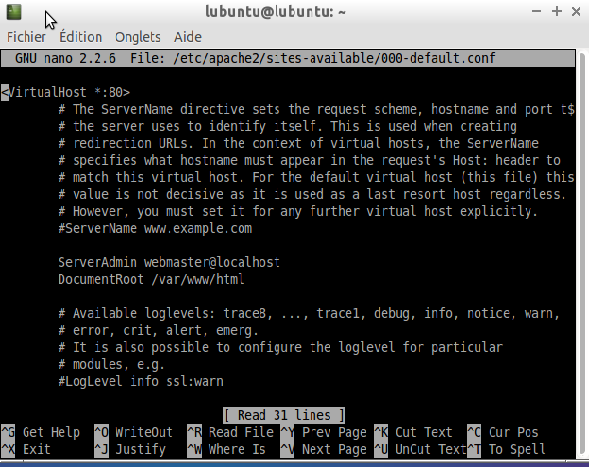 lubuntu@lubuntu: ~
Fichier Édition Onglets Aide
GNU nano 2.2.6 File: /etc/apache2/sites-available/000-default.conf
<VirtualHost *:80>
# The ServerName directive sets the request scheme, hostname and port t$
# the server uses to identify itself. This is used when creating
# redirection URLs. In the context of virtual hosts, the ServerName
# specifies what hostname must appear in the request's Host: header to
# match this virtual host. For the default virtual host (this file) this
# value is not decisive as it is used as a last resort host regardless.
# However, you must set it for any further virtual host explicitly.
#ServerName www.example.com
ServerAdmin webmaster@localhost
DocumentRoot /var/www/html
# Available loglevels: trace8, ..., trace1, debug, info, notice, warn,
# error, crit, alert, emerg.
# It is also possible to configure the loglevel for particular
# modules, e.g.
#LogLevel info ssl:warn
[ Read 31 lines ]
^G Get Help ^O WriteOut ^R Read File ^Y Prev Page ^K Cut Text ^C Cur Pos
^X Exit ^J Justify ^W Where Is ^V Next Page ^U UnCut Text ^T To Spell